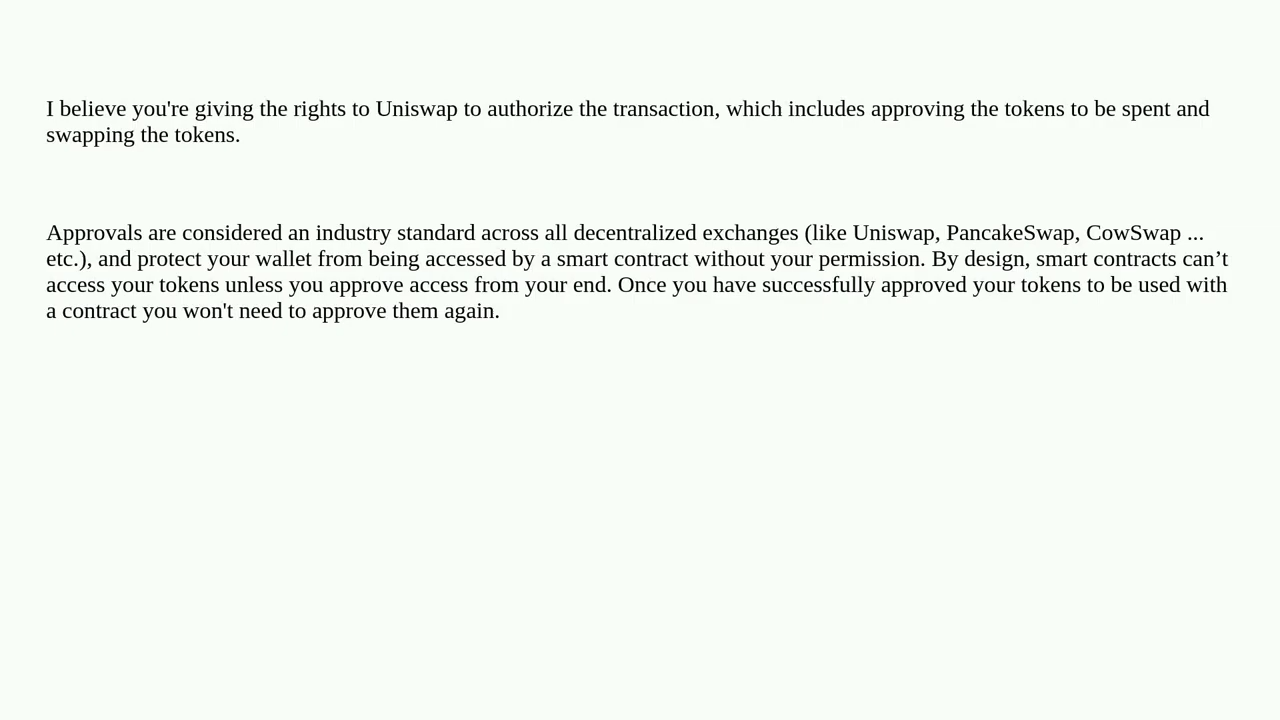 I believe you're giving the rights to Uniswap to authorize the transaction, which includes approving the tokens to be spent and
swapping the tokens.
Approvals are considered an industry standard across all decentralized exchanges (like Uniswap, PancakeSwap, CowSwap ...
etc.), and protect your wallet from being accessed by a smart contract without your permission. By design, smart contracts can’t
access your tokens unless you approve access from your end. Once you have successfully approved your tokens to be used with
a contract you won't need to approve them again.